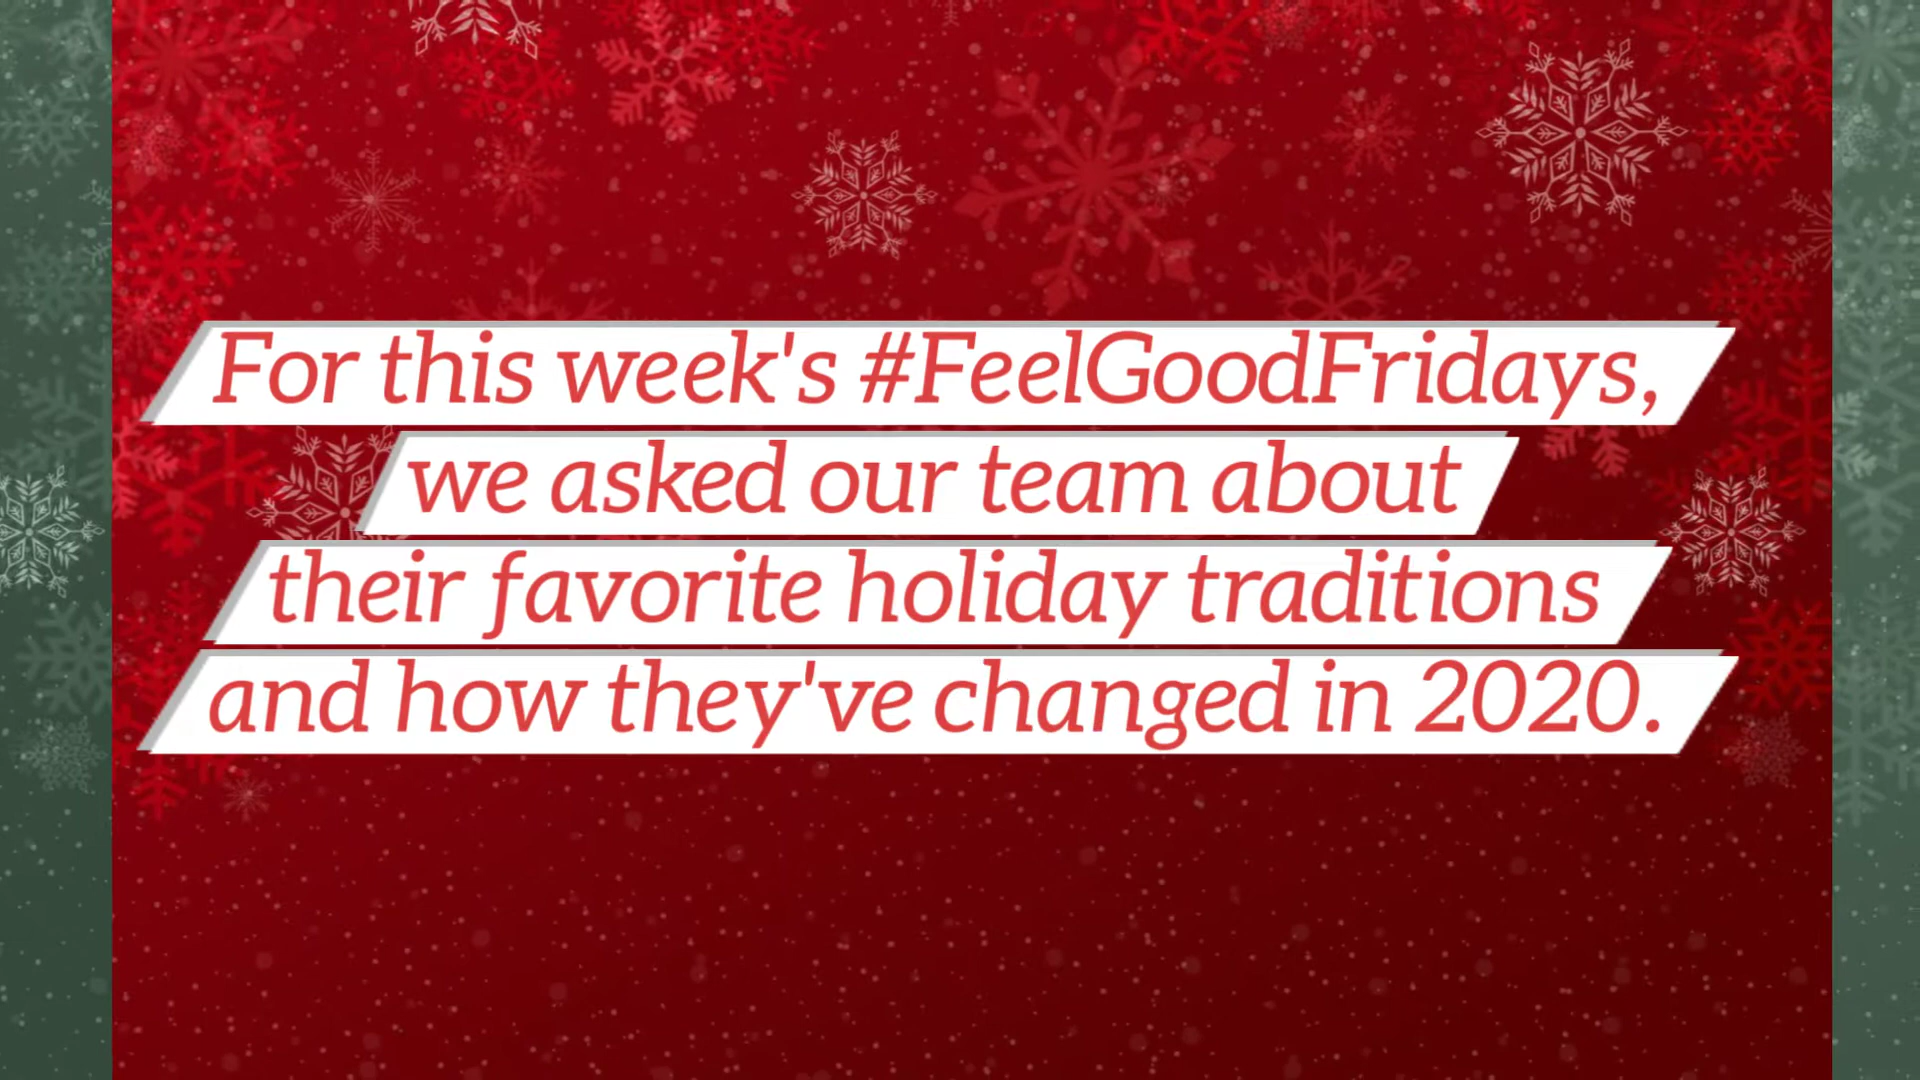 For this week's #FeelGoodFridays,
we asked our team about
their favorite holiday traditions
and how they've changed in 2020.